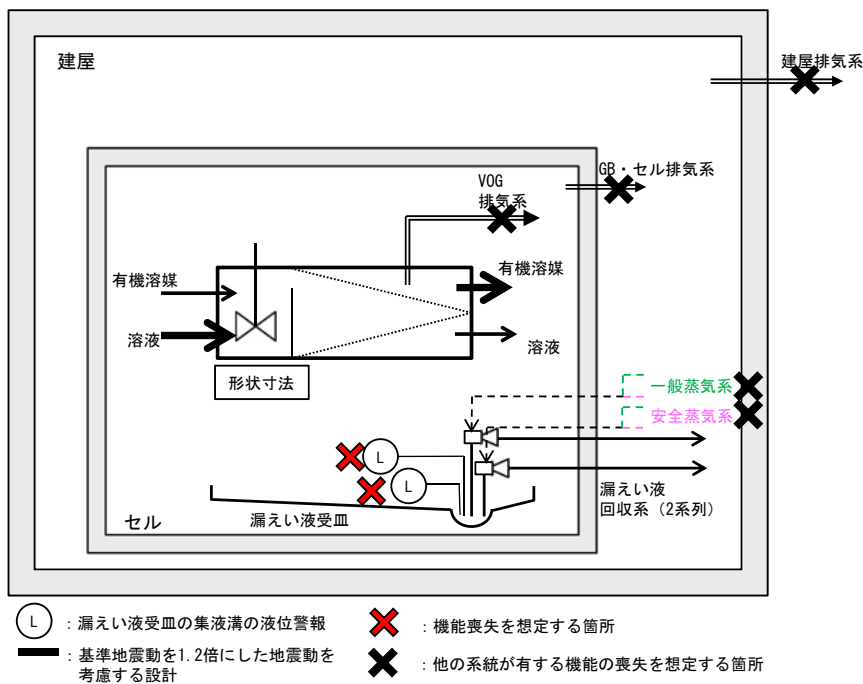 建屋
建屋排気系
GB・セル排気系
VOG
排気系
有機溶媒
有機溶媒
溶液
溶液
形状寸法
一般蒸気系
安全蒸気系
L
L
漏えい液
回収系（2系列）
セル
漏えい液受皿
L
：漏えい液受皿の集液溝の液位警報
：機能喪失を想定する箇所
：基準地震動を1.2倍にした地震動を
考慮する設計
：他の系統が有する機能の喪失を想定する箇所